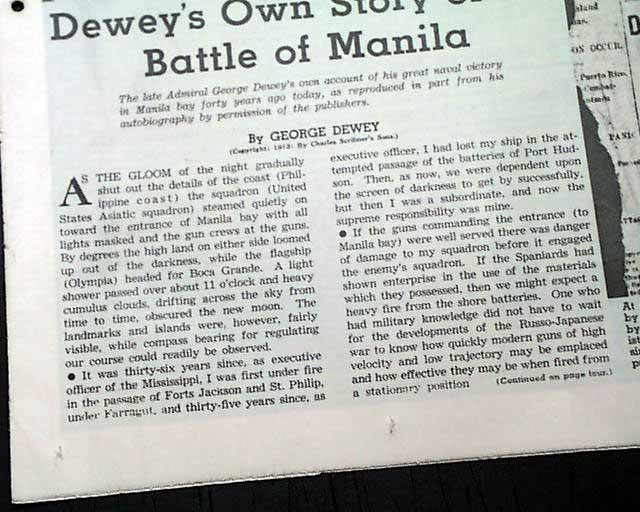 Dewey's Own Story
Battle of Manila
The late Admiral George Dewey's own account of his great naval victory
in Manila bay forty years ago today, as reproduced in part from his
autobiography by permission of the publishers.
By GEORGE DEWEY
(Copyright: 1913: By Charles Scribner's Sons.)
AS THE GLOOM of the night gradually
shut out the details of the coast (Phil-
ippine coast) the squadron (United
States Asiatic squadron) steamed quietly on
toward the entrance of Manila bay with all
lights masked and the gun crews at the guns.
By degrees the high land on either side loomed
up out of the darkness, while the flagship
(Olympia) headed for Boca Grande. A light
shower passed over about 11 o'clock and heavy
cumulus clouds, drifting across the sky from
time to time, obscured the new moon. The
landmarks and islands were, however, fairly
visible, while compass bearing for regulating
our course could readily be observed.
● It was thirty-six years since, as executive
officer of the Mississippi, I was first under fire
in the passage of Forts Jackson and St. Philip,
under Farragut, and thirty-five years since, as
executive officer, I had lost my ship in the at-
tempted passage of the batteries of Port Hud-
son. Then, as now, we were dependent upon
the screen of darkness to get by successfully,
but then I was a subordinate, and now the
supreme responsibility was mine.
● If the guns commanding the entrance (to
Manila bay) were well served there was danger
of damage to my squadron before it engaged
the enemy's squadron. If the Spaniards had
shown enterprise in the use of the materials
which they possessed, then we might expect a
heavy fire from the shore batteries. One who
had military knowledge did not have to wait
for the developments of the Russo-Japanese
war to know how quickly modern guns of high
velocity and low trajectory may be emplaced
and how effectively they may be when fired from
a stationary position
(Continued on page four.)
Puerto Rico,
At
by